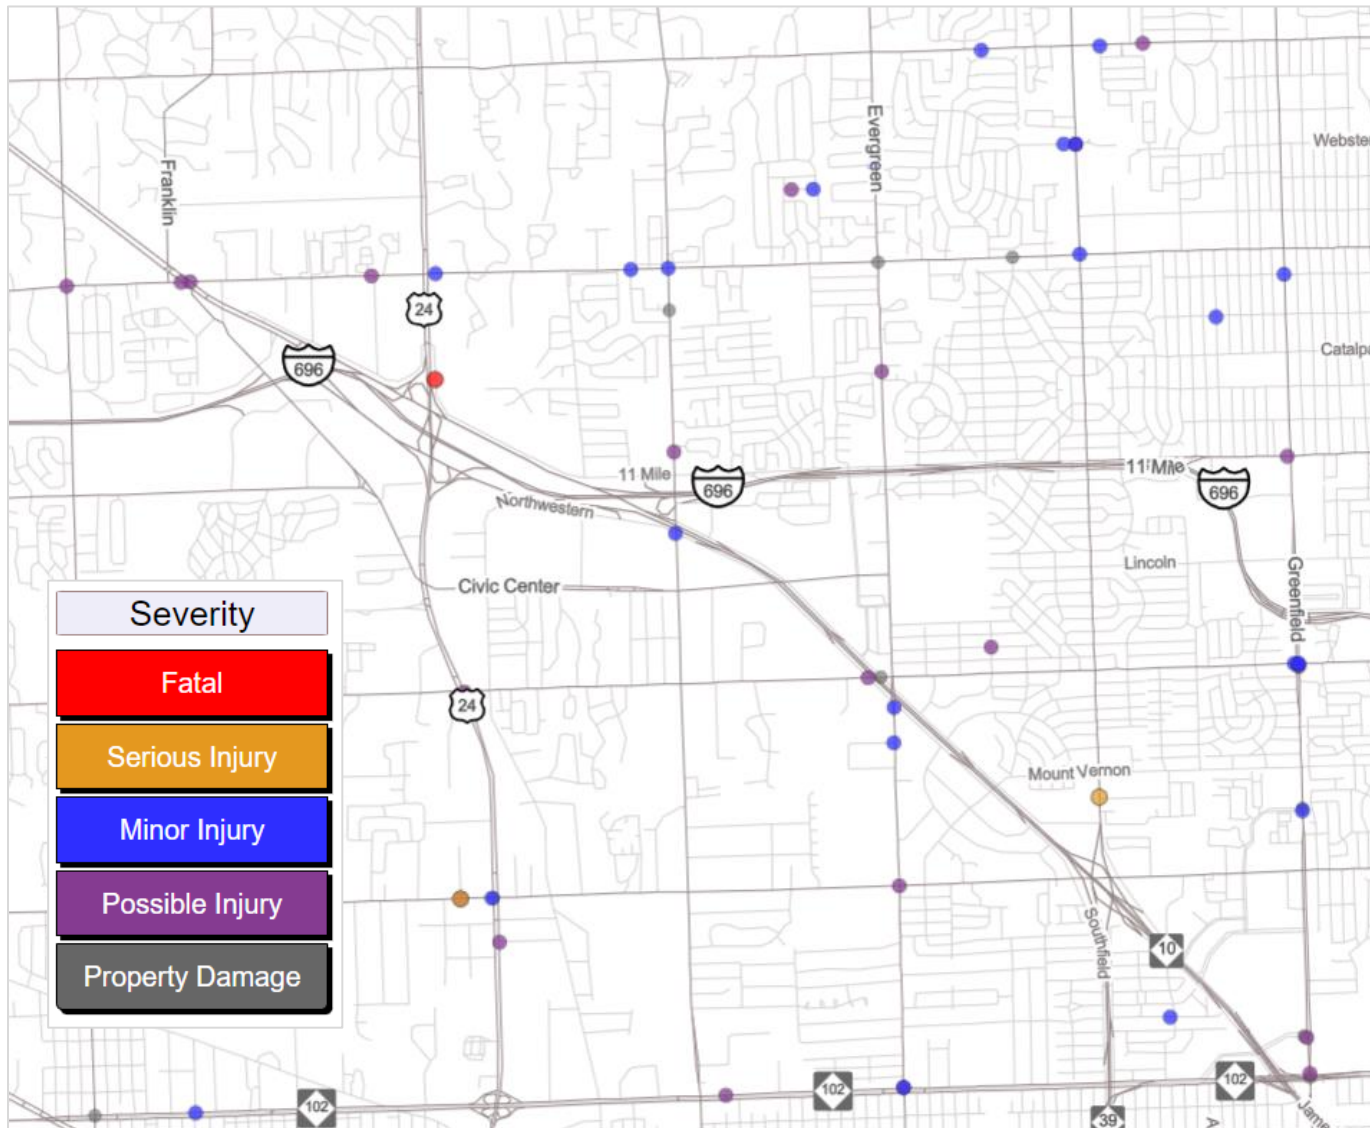 Evergreen
Webster
Franklin
24
Catalpa
696
11 Mile
696
11 Mile
696
Northwestern
Lincoln
Civic Center
Greenfield
Severity
Fatal
24
Serious Injury
Mount Vernon
Minor Injury
Possible Injury
Southfield
10
Property Damage
102
102
102
39
Jame
A